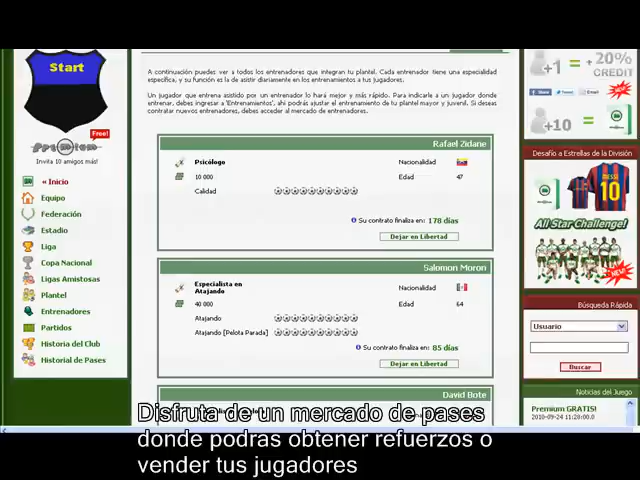 Start
Free!
Premium
Invita 10 amigos más!
« Inicio
Equipo
Federación
Estadio
Liga
Copa Nacional
Ligas Amistosas
Plantel
Entrenadores
Partidos
Historia del Club
Historial de Pases
A continuación puedes ver a todos los entrenadores que integran tu plantel. Cada entrenador tiene una especialidad
específica, y su función es la de asistir diariamente en los entrenamientos a tus jugadores.
Un jugador que entrena asistido por un entrenador lo hará mejor y más rápido. Para indicarle a un jugador donde
entrenar, debes ingresar a 'Entrenamientos', ahí podrás ajustar el entrenamiento de tu plantel mayor y juvenil. Si deseas
contratar nuevos entrenadores, debes acceder al mercado de entrenadores.
Rafael Zidane
Psicólogo
Nacionalidad
10 000
Edad 47
Calidad
Su contrato finaliza en: 178 días
Dejar en Libertad
Salomon Moron
Especialista en
Atajando
Nacionalidad
40 000
Edad 64
Atajando
Atajando [Pelota Parada]
Su contrato finaliza en: 85 días
Dejar en Libertad
David Bote
+1 = +20%
CREDIT
NEW!
Share
Tweet
Email
+10 =
Desafío a Estrellas de la División
MESSI
10
All Star Challenge!
NEW!
Búsqueda Rápida
Usuario
Buscar
Noticias del Juego
Premium GRATIS!
2010-09-24 11:28:00.0
Disfruta de un mercado de pases
donde podras obtener refuerzos o
vender tus jugadores